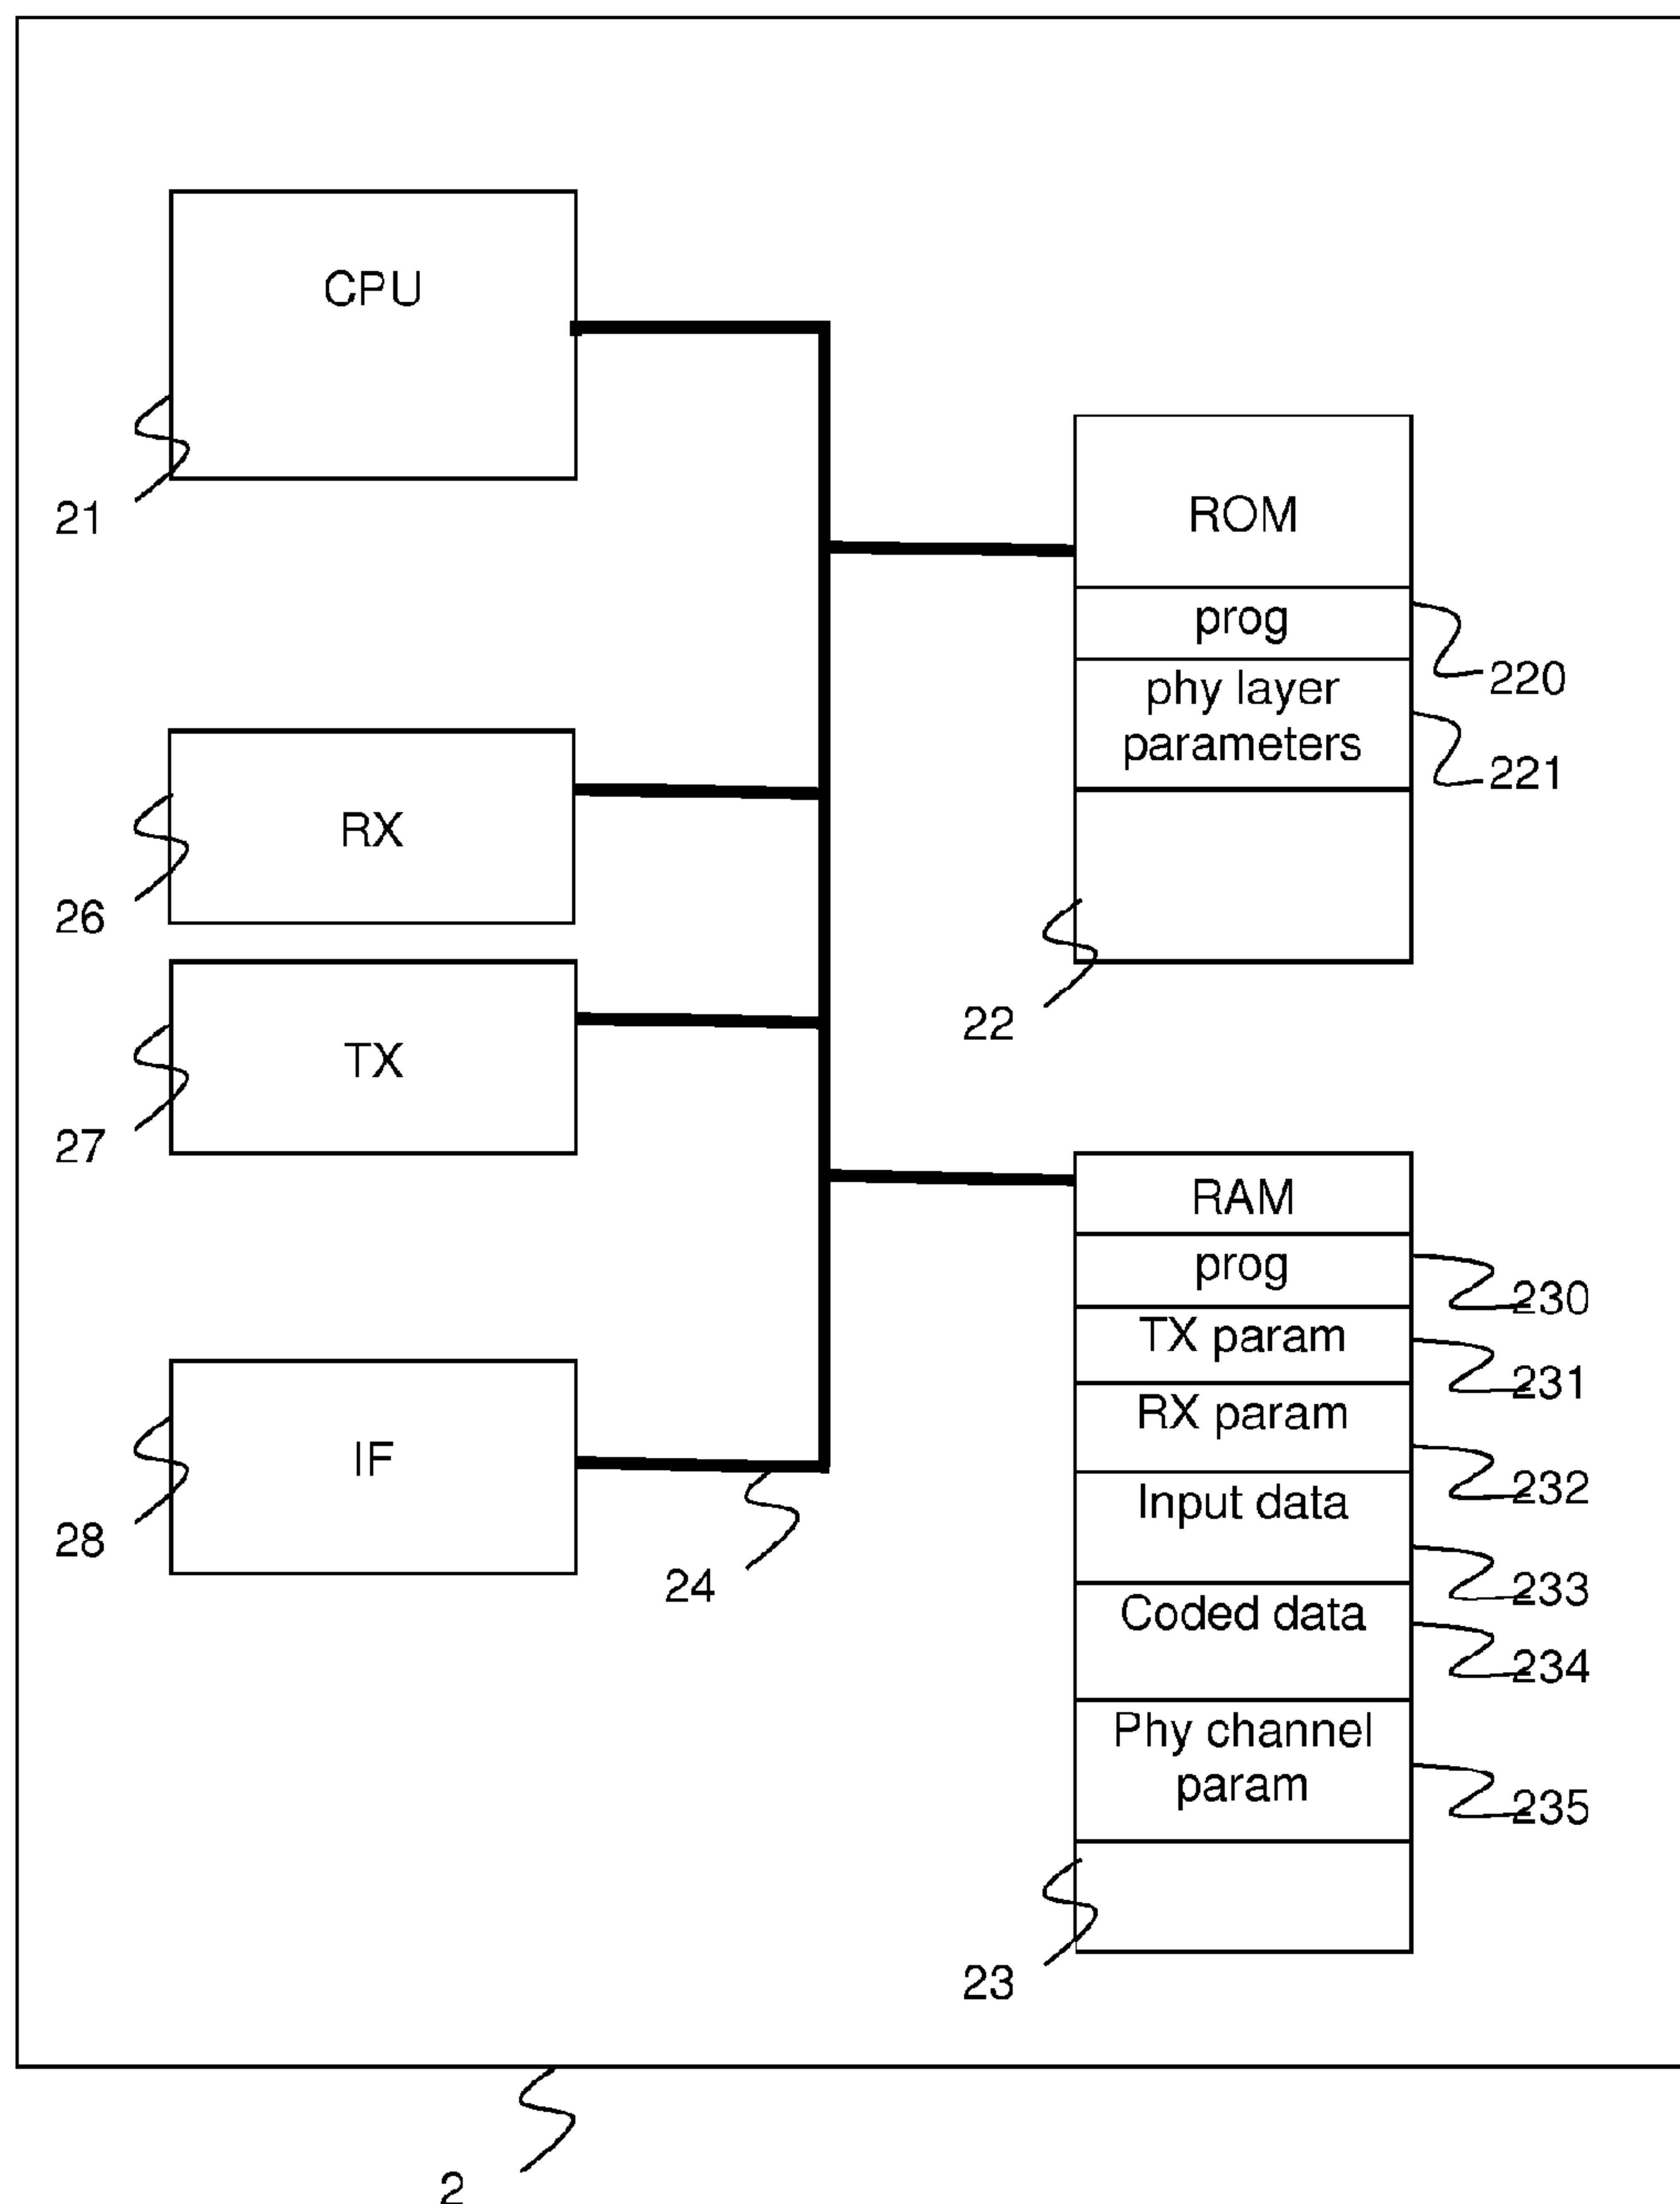 CPU
21
ROM
prog
220
phy layer
parameters
221
RX
26
22
TX
27
RAM
prog
230
TX param
231
RX param
232
Input data
233
Coded data
234
Phy channel
param
235
IF
28
24
23
2